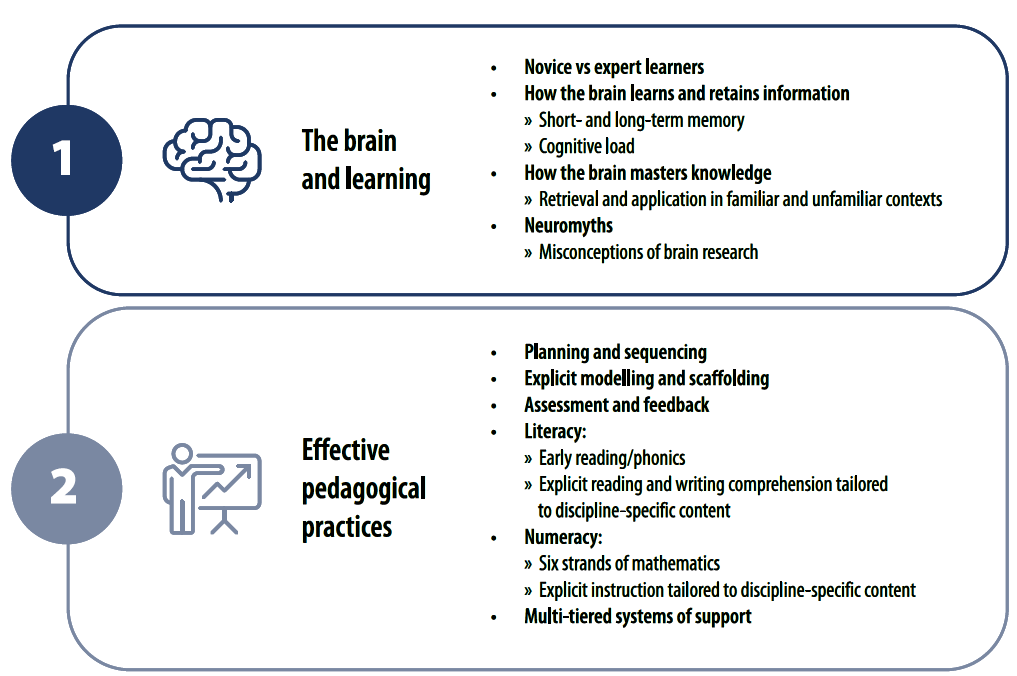 1
The brain
and learning
• Novice vs expert learners
• How the brain learns and retains information
» Short- and long-term memory
» Cognitive load
• How the brain masters knowledge
» Retrieval and application in familiar and unfamiliar contexts
• Neuromyths
» Misconceptions of brain research
2
Effective
pedagogical
practices
• Planning and sequencing
• Explicit modelling and scaffolding
• Assessment and feedback
• Literacy:
» Early reading/phonics
» Explicit reading and writing comprehension tailored
to discipline-specific content
• Numeracy:
» Six strands of mathematics
» Explicit instruction tailored to discipline-specific content
• Multi-tiered systems of support